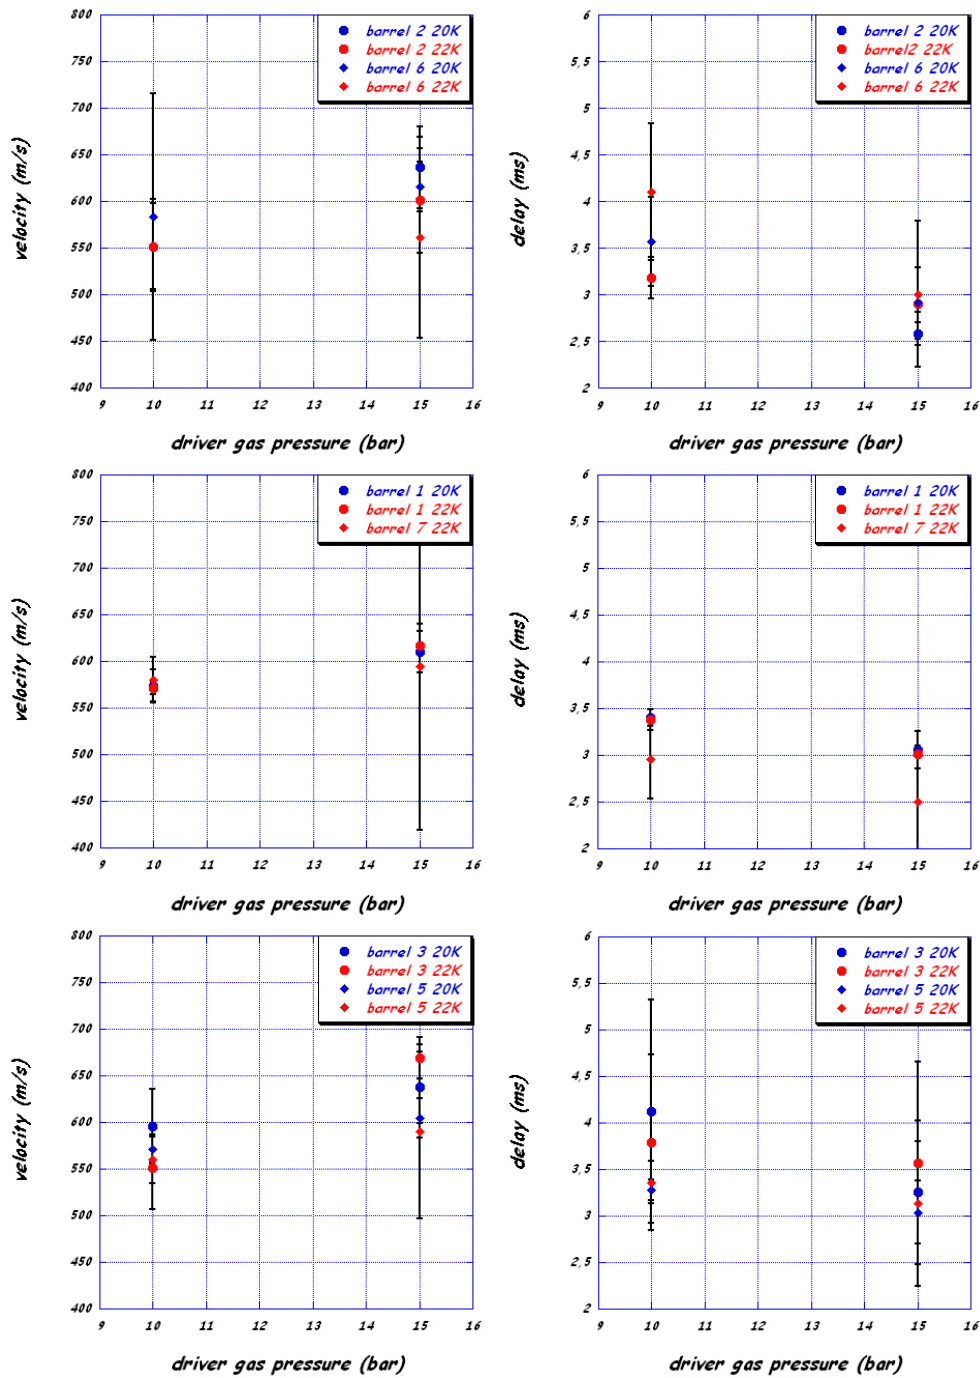 800
750
700
650
600
550
500
450
400
velocity (m/s)
barrel 2 20K
barrel 2 22K
barrel 6 20K
barrel 6 22K
9 10 11 12 13 14 15 16
driver gas pressure (bar)
6
5,5
5
4,5
4
3,5
3
2,5
2
delay (ms)
barrel 2 20K
barrel2 22K
barrel 6 20K
barrel 6 22K
9 10 11 12 13 14 15 16
driver gas pressure (bar)
800
750
700
650
600
550
500
450
400
velocity (m/s)
barrel 1 20K
barrel 1 22K
barrel 7 22K
9 10 11 12 13 14 15 16
driver gas pressure (bar)
6
5,5
5
4,5
4
3,5
3
2,5
2
delay (ms)
barrel 1 20K
barrel 1 22K
barrel 7 22K
9 10 11 12 13 14 15 16
driver gas pressure (bar)
800
750
700
650
600
550
500
450
400
velocity (m/s)
barrel 3 20K
barrel 3 22K
barrel 5 20K
barrel 5 22K
9 10 11 12 13 14 15 16
driver gas pressure (bar)
6
5,5
5
4,5
4
3,5
3
2,5
2
delay (ms)
barrel 3 20K
barrel 3 22K
barrel 5 20K
barrel 5 22K
9 10 11 12 13 14 15 16
driver gas pressure (bar)